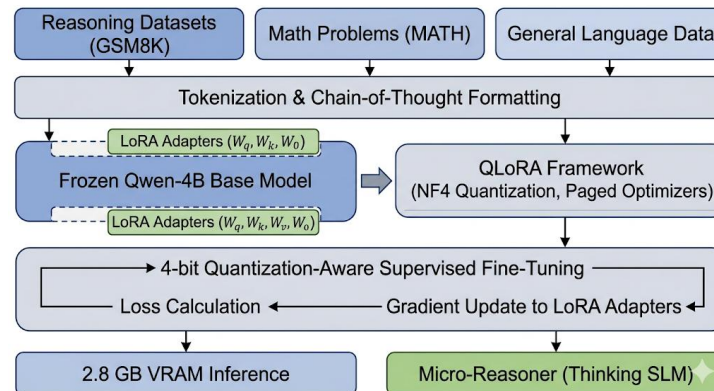 Reasoning Datasets
(GSM8K)
Math Problems (MATH)
General Language Data
Tokenization & Chain-of-Thought Formatting
LoRA Adapters (W_q, W_k, W_0)
Frozen Qwen-4B Base Model
LoRA Adapters (W_q, W_k, W_v, W_o)
QLoRA Framework
(NF4 Quantization, Paged Optimizers)
4-bit Quantization-Aware Supervised Fine-Tuning
Loss Calculation
Gradient Update to LoRA Adapters
2.8 GB VRAM Inference
Micro-Reasoner (Thinking SLM)